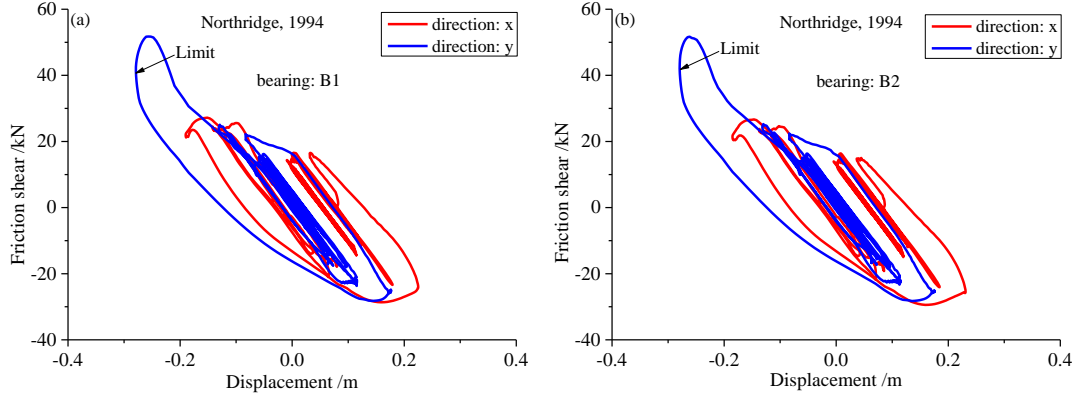 (a)
Northridge, 1994
direction: x
direction: y
Limit
bearing: B1
Friction shear /kN
60
40
20
0
-20
-40
-0.4
-0.2
0.0
0.2
0.4
Displacement /m
(b)
Northridge, 1994
direction: x
direction: y
Limit
bearing: B2
Friction shear /kN
60
40
20
0
-20
-40
-0.4
-0.2
0.0
0.2
0.4
Displacement /m